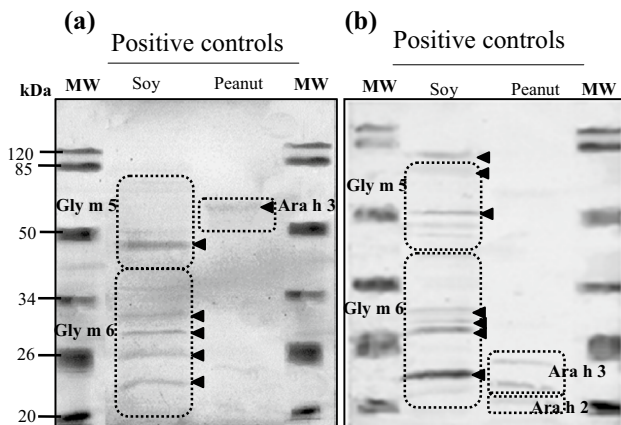 (a)
Positive controls
kDa MW Soy Peanut MW
120
85
Gly m 5
Ara h 3
50
34
Gly m 6
26
20
(b)
Positive controls
MW Soy Peanut MW
Gly m 5
Gly m 6
Ara h 3
Ara h 2